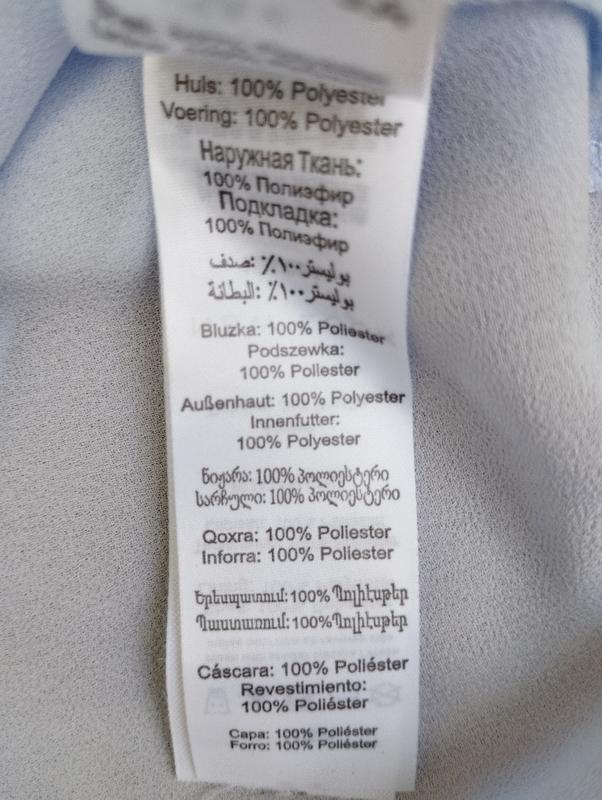 Huls: 100% Polyester
Voering: 100% Polyester
Наружная Ткань:
100% Полиэфир
Подкладка:
100% Полиэфир
صدف: ٪١٠٠بوليستر
البطانة: ٪١٠٠بوليستر
Bluzka: 100% Poliester
Podszewka:
100% Poliester
Außenhaut: 100% Polyester
Innenfutter:
100% Polyester
ნიჟარა: 100% პოლიესტერი
სარჩული: 100% პოლიესტერი
Qoxra: 100% Poliester
Inforra: 100% Poliester
Երեսպատում:100%Պոլիէսթեր
Պաստառում:100%Պոլիէսթեր
Cáscara: 100% Poliéster
Revestimiento:
100% Poliéster
Capa: 100% Poliéster
Forro: 100% Poliéster